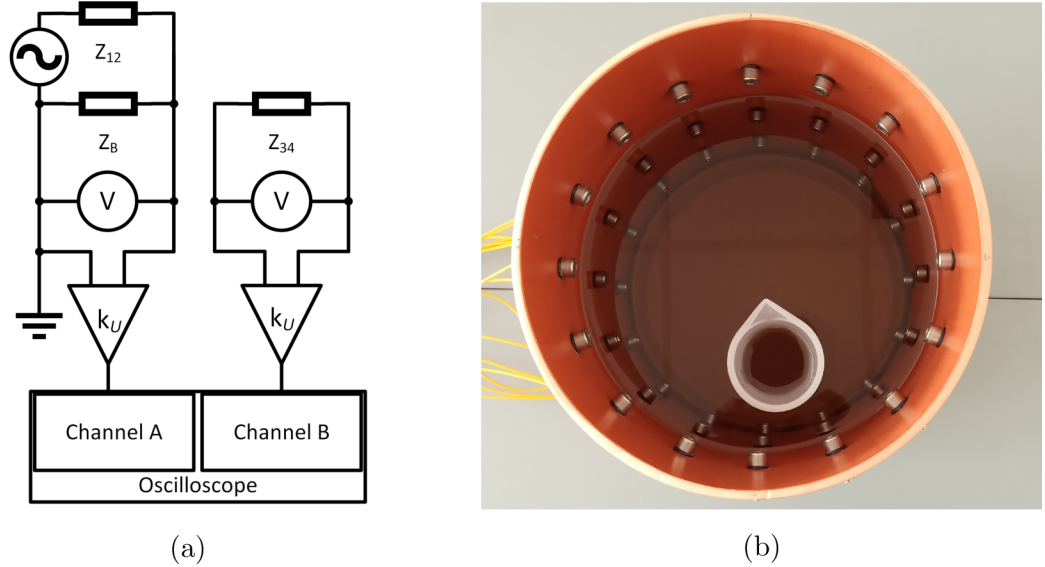 Z12
ZB
Z34
V
V
kU
kU
Channel A
Channel B
Oscilloscope
(a)
(b)